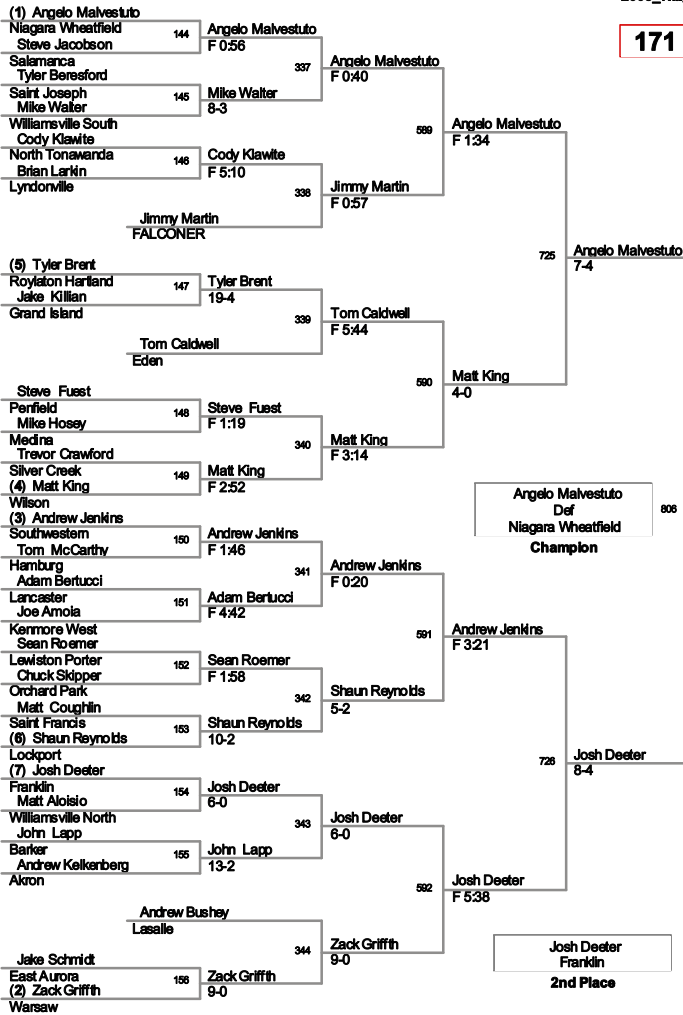 171
(1) Angelo Malvestuto
Niagara Wheatfield
144
Steve Jacobson
Salamanca
Angelo Malvestuto
F 0:56
337
Tyler Beresford
Saint Joseph
145
Mike Walter
Williamsville South
Mike Walter
8-3
Angelo Malvestuto
F 0:40
589
Cody Klawite
North Tonawanda
146
Brian Larkin
Lyndonville
Cody Klawite
F 5:10
338
Jimmy Martin
FALCONER
Jimmy Martin
F 0:57
Angelo Malvestuto
F 1:34
725
Angelo Malvestuto
7-4
(5) Tyler Brent
Roylaton Hartland
147
Jake Killian
Grand Island
Tyler Brent
19-4
339
Tom Caldwell
Eden
Tom Caldwell
F 5:44
590
Matt King
4-0
Steve Fuest
Penfield
148
Mike Hosey
Medina
Steve Fuest
F 1:19
340
Trevor Crawford
Silver Creek
149
(4) Matt King
Wilson
Matt King
F 2:52
Matt King
F 3:14
Angelo Malvestuto
Def
Niagara Wheatfield
806
Champion
(3) Andrew Jenkins
Southwestern
150
Tom McCarthy
Hamburg
Andrew Jenkins
F 1:46
341
Adam Bertucci
Lancaster
151
Joe Amoia
Kenmore West
Adam Bertucci
F 4:42
Andrew Jenkins
F 0:20
591
Sean Roemer
Lewiston Porter
152
Chuck Skipper
Orchard Park
Sean Roemer
F 1:58
342
Matt Coughlin
Saint Francis
153
(6) Shaun Reynolds
Lockport
Shaun Reynolds
10-2
Shaun Reynolds
5-2
Andrew Jenkins
F 3:21
726
Josh Deeter
8-4
(7) Josh Deeter
Franklin
154
Matt Aloisio
Williamsville North
Josh Deeter
6-0
343
John Lapp
Barker
155
Andrew Kelkenberg
Akron
John Lapp
13-2
Josh Deeter
6-0
592
Josh Deeter
F 5:38
Andrew Bushey
Lasalle
344
Jake Schmidt
East Aurora
156
(2) Zack Griffth
Warsaw
Zack Griffth
9-0
Zack Griffth
9-0
Josh Deeter
Franklin
2nd Place